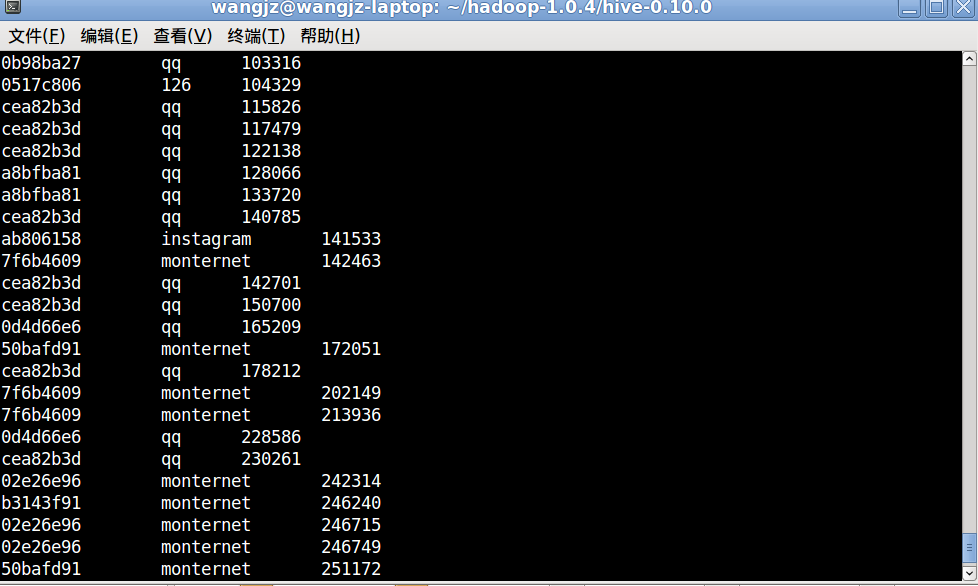 wangjz@wangjz-laptop: ~/hadoop-1.0.4/hive-0.10.0
文件(F) 编辑(E) 查看(V) 终端(T) 帮助(H)
0b98ba27 qq 103316
0517c806 126 104329
cea82b3d qq 115826
cea82b3d qq 117479
cea82b3d qq 122138
a8bfba81 qq 128066
a8bfba81 qq 133720
cea82b3d qq 140785
ab806158 instagram 141533
7f6b4609 monternet 142463
cea82b3d qq 142701
cea82b3d qq 150700
0d4d66e6 qq 165209
50bafd91 monternet 172051
cea82b3d qq 178212
7f6b4609 monternet 202149
7f6b4609 monternet 213936
0d4d66e6 qq 228586
cea82b3d qq 230261
02e26e96 monternet 242314
b3143f91 monternet 246240
02e26e96 monternet 246715
02e26e96 monternet 246749
50bafd91 monternet 251172